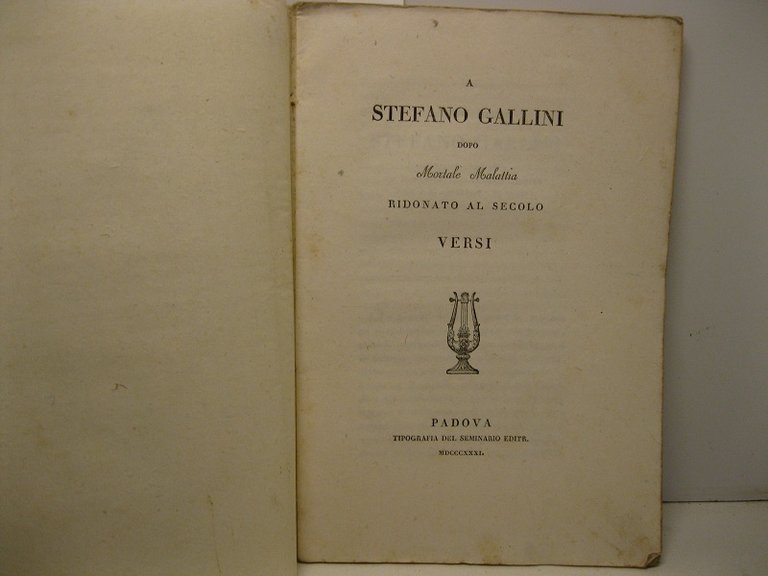 A
STEFANO GALLINI
DOPO
Mortale Malattia
RIDONATO AL SECOLO
VERSI
PADOVA
TIPOGRAFIA DEL SEMINARIO EDITR.
MDCCCXXXI.